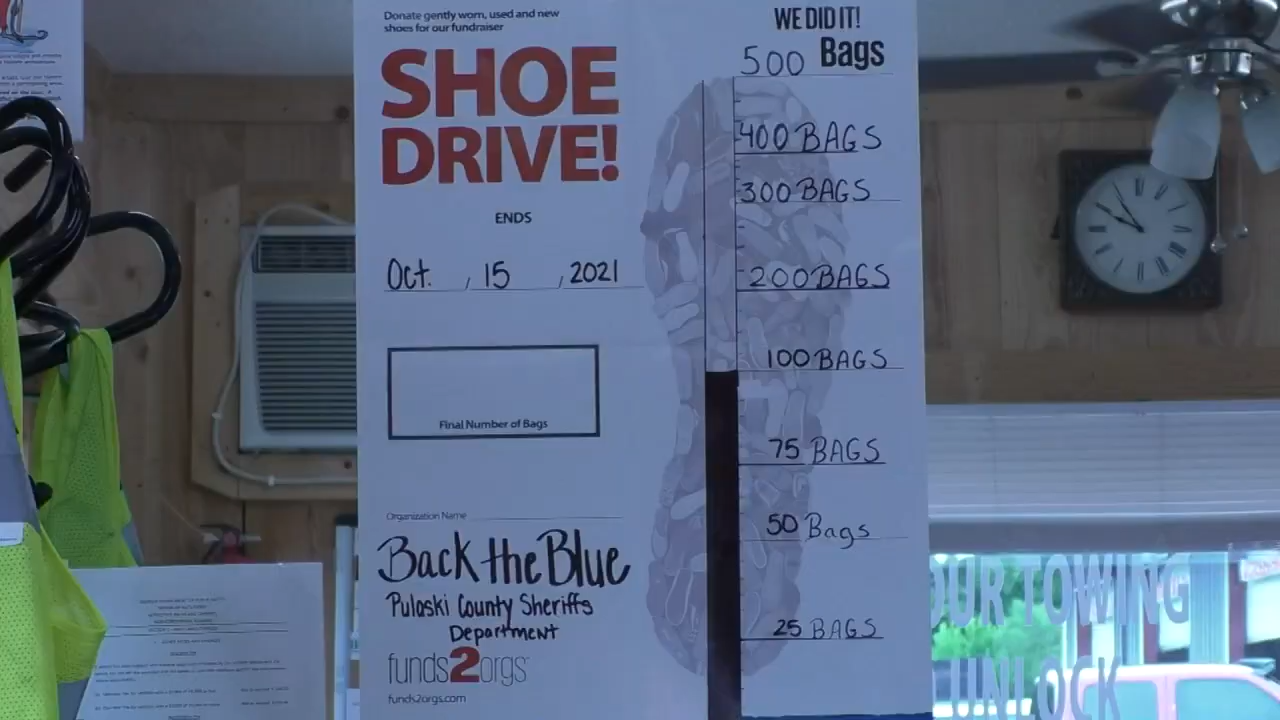 Donate gently worn, used and new
shoes for our fundraiser
SHOE
DRIVE!
ENDS
Oct. , 15 , 2021
Final Number of Bags
Organization Name
Back the Blue
Puloski County Sheriffs
Department
funds2orgs
funds2orgs.com
WE DID IT!
500 Bags
400 BAGS
300 BAGS
200 BAGS
100 BAGS
75 BAGS
50 Bags
25 BAGS
OUR TOWING
UNLOCK